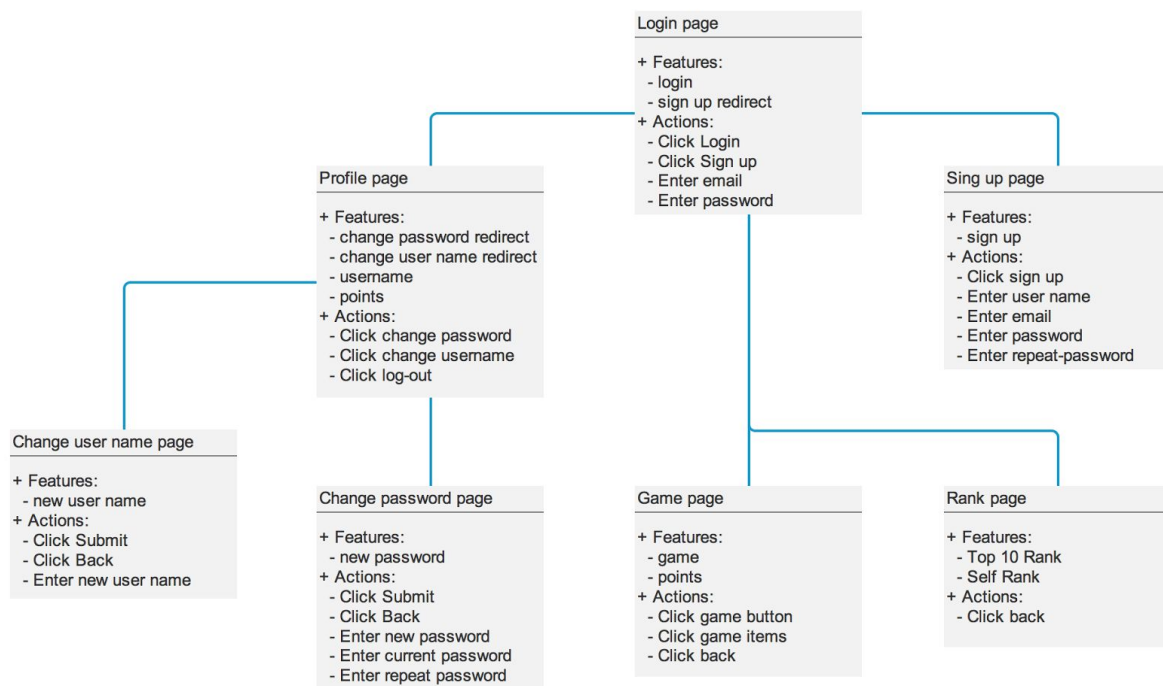 Login page
+ Features:
- login
- sign up redirect
+ Actions:
- Click Login
- Click Sign up
- Enter email
- Enter password
Profile page
+ Features:
- change password redirect
- change user name redirect
- username
- points
+ Actions:
- Click change password
- Click change username
- Click log-out
Sing up page
+ Features:
- sign up
+ Actions:
- Click sign up
- Enter user name
- Enter email
- Enter password
- Enter repeat-password
Change user name page
+ Features:
- new user name
+ Actions:
- Click Submit
- Click Back
- Enter new user name
Change password page
+ Features:
- new password
+ Actions:
- Click Submit
- Click Back
- Enter new password
- Enter current password
- Enter repeat password
Game page
+ Features:
- game
- points
+ Actions:
- Click game button
- Click game items
- Click back
Rank page
+ Features:
- Top 10 Rank
- Self Rank
+ Actions:
- Click back